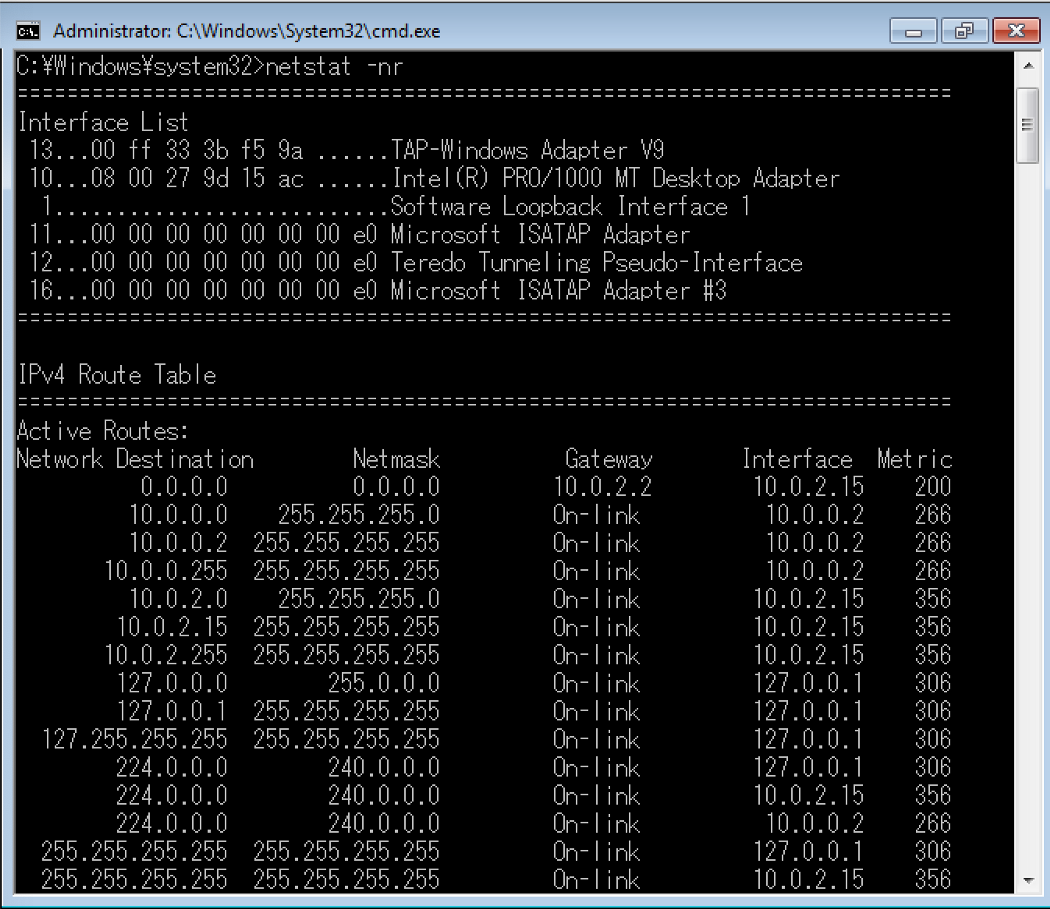 Administrator: C:\Windows\System32\cmd.exe
C:¥Windows¥system32>netstat -nr
===========================================================================
Interface List
 13...00 ff 33 3b f5 9a ......TAP-Windows Adapter V9
 10...08 00 27 9d 15 ac ......Intel(R) PRO/1000 MT Desktop Adapter
  1...........................Software Loopback Interface 1
 11...00 00 00 00 00 00 00 e0 Microsoft ISATAP Adapter
 12...00 00 00 00 00 00 00 e0 Teredo Tunneling Pseudo-Interface
 16...00 00 00 00 00 00 00 e0 Microsoft ISATAP Adapter #3
===========================================================================
IPv4 Route Table
===========================================================================
Active Routes:
Network Destination        Netmask          Gateway       Interface  Metric
          0.0.0.0          0.0.0.0         10.0.2.2        10.0.2.15    200
         10.0.0.0    255.255.255.0         On-link          10.0.0.2    266
         10.0.0.2  255.255.255.255         On-link          10.0.0.2    266
       10.0.0.255  255.255.255.255         On-link          10.0.0.2    266
         10.0.2.0    255.255.255.0         On-link         10.0.2.15    356
        10.0.2.15  255.255.255.255         On-link         10.0.2.15    356
       10.0.2.255  255.255.255.255         On-link         10.0.2.15    356
        127.0.0.0        255.0.0.0         On-link         127.0.0.1    306
        127.0.0.1  255.255.255.255         On-link         127.0.0.1    306
  127.255.255.255  255.255.255.255         On-link         127.0.0.1    306
        224.0.0.0        240.0.0.0         On-link         127.0.0.1    306
        224.0.0.0        240.0.0.0         On-link         10.0.2.15    356
        224.0.0.0        240.0.0.0         On-link          10.0.0.2    266
  255.255.255.255  255.255.255.255         On-link         127.0.0.1    306
  255.255.255.255  255.255.255.255         On-link         10.0.2.15    356